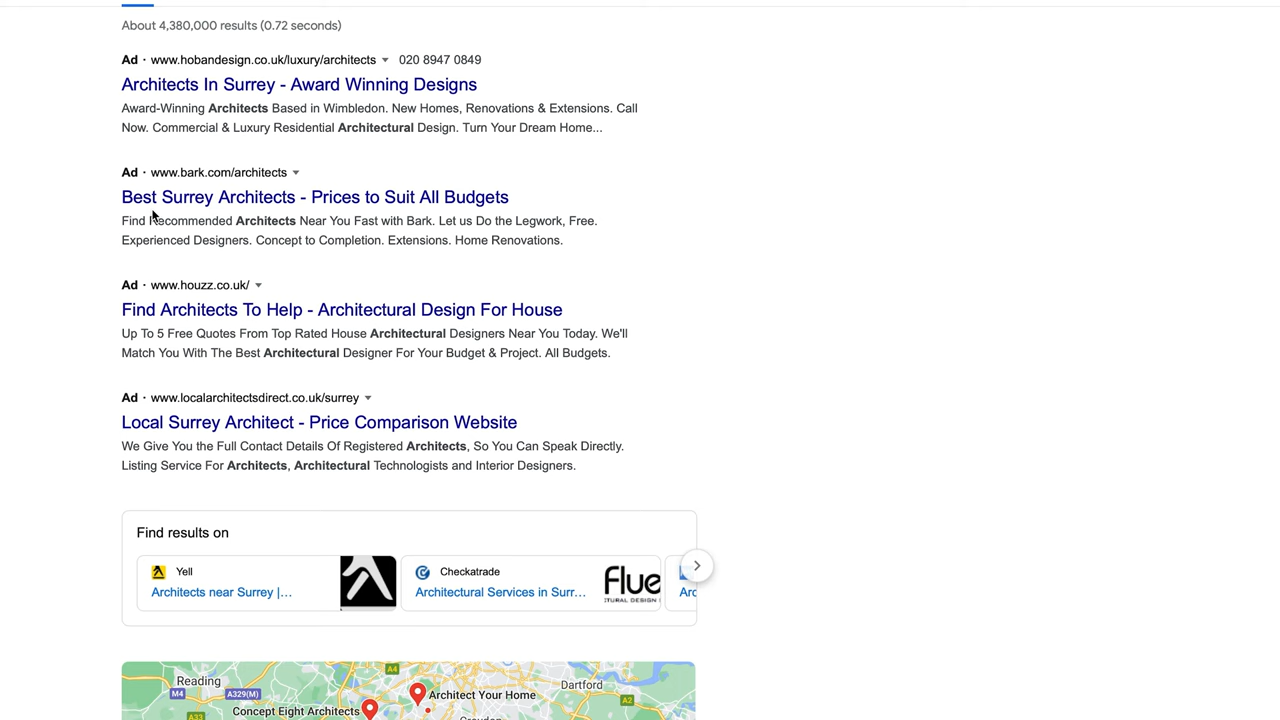 About 4,380,000 results (0.72 seconds)
Ad · www.hobandesign.co.uk/luxury/architects 020 8947 0849
Architects In Surrey - Award Winning Designs
Award-Winning Architects Based in Wimbledon. New Homes, Renovations & Extensions. Call
Now. Commercial & Luxury Residential Architectural Design. Turn Your Dream Home...
Ad · www.bark.com/architects
Best Surrey Architects - Prices to Suit All Budgets
Find Recommended Architects Near You Fast with Bark. Let us Do the Legwork, Free.
Experienced Designers. Concept to Completion. Extensions. Home Renovations.
Ad · www.houzz.co.uk/
Find Architects To Help - Architectural Design For House
Up To 5 Free Quotes From Top Rated House Architectural Designers Near You Today. We'll
Match You With The Best Architectural Designer For Your Budget & Project. All Budgets.
Ad · www.localarchitectsdirect.co.uk/surrey
Local Surrey Architect - Price Comparison Website
We Give You the Full Contact Details Of Registered Architects, So You Can Speak Directly.
Listing Service For Architects, Architectural Technologists and Interior Designers.
Find results on
Yell
Architects near Surrey |...
Checkatrade
Architectural Services in Surr...
Flue
TURAL DESIGN
Arc
A4
Reading
M4
A329(M)
Architect Your Home
Dartford
A2
Concept Eight Architects
A33
Croydon